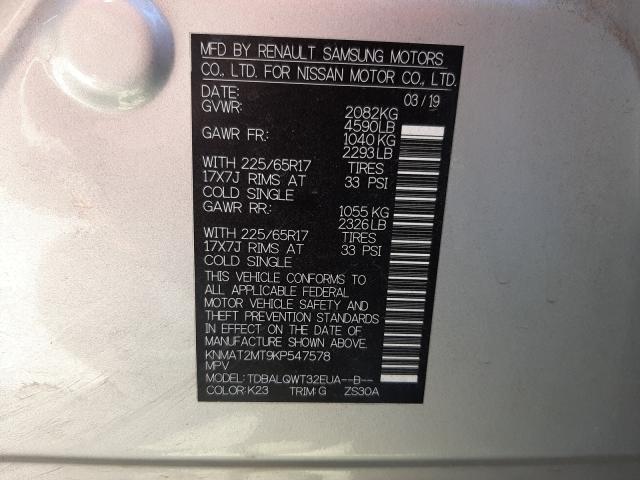 MFD BY RENAULT SAMSUNG MOTORS
CO., LTD. FOR NISSAN MOTOR CO., LTD.
DATE: 03/19
GVWR: 2082KG
4590LB
GAWR FR: 1040KG
2293LB
WITH 225/65R17 TIRES
17X7J RIMS AT 33 PSI
COLD SINGLE
GAWR RR: 1055KG
2326LB
WITH 225/65R17 TIRES
17X7J RIMS AT 33 PSI
COLD SINGLE
THIS VEHICLE CONFORMS TO
ALL APPLICABLE FEDERAL
MOTOR VEHICLE SAFETY AND
THEFT PREVENTION STANDARDS
IN EFFECT ON THE DATE OF
MANUFACTURE SHOWN ABOVE.
KNMAT2MT9KP547578
MPV
MODEL: TDBALQWT32EUA--B--
COLOR: K23 TRIM: G ZS30A